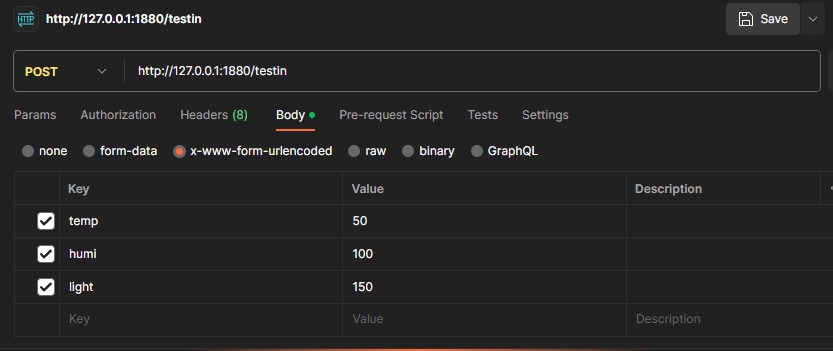 HTTP http://127.0.0.1:1880/testin Save
POST http://127.0.0.1:1880/testin
Params Authorization Headers (8) Body Pre-request Script Tests Settings
none form-data x-www-form-urlencoded raw binary GraphQL
Key Value Description
temp 50
humi 100
light 150
Key Value Description